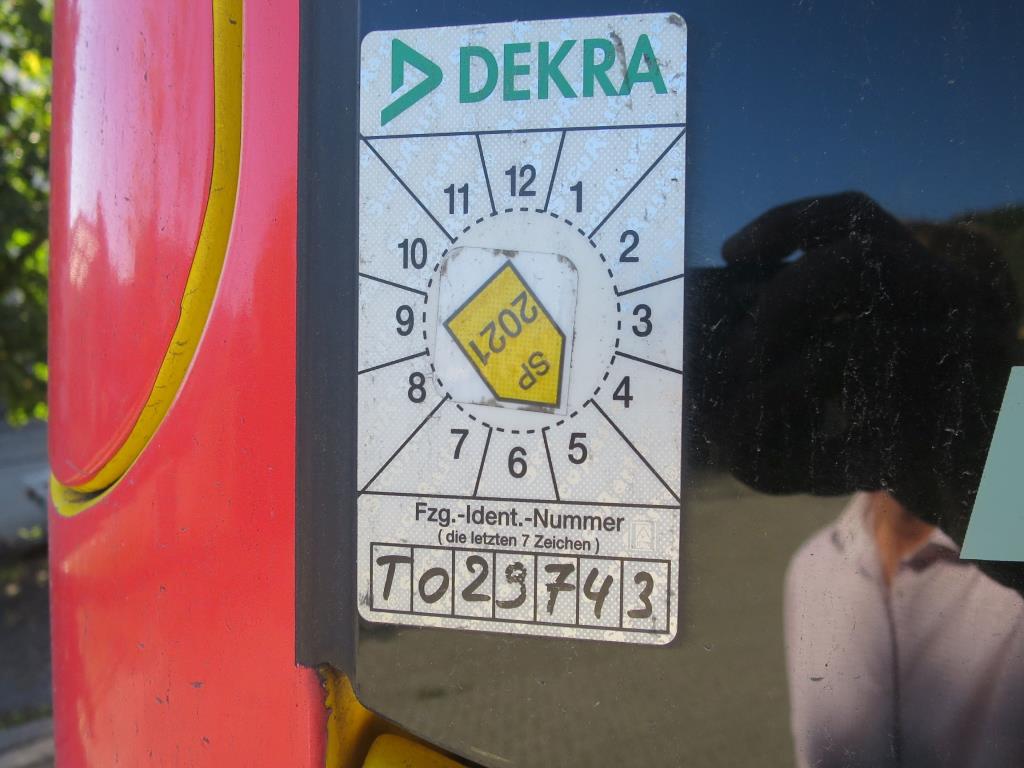 DEKRA
11 12 1
10 2
9 3
8 4
7 6 5
SP
2021
Fzg.-Ident.-Nummer
( die letzten 7 Zeichen )
T029743